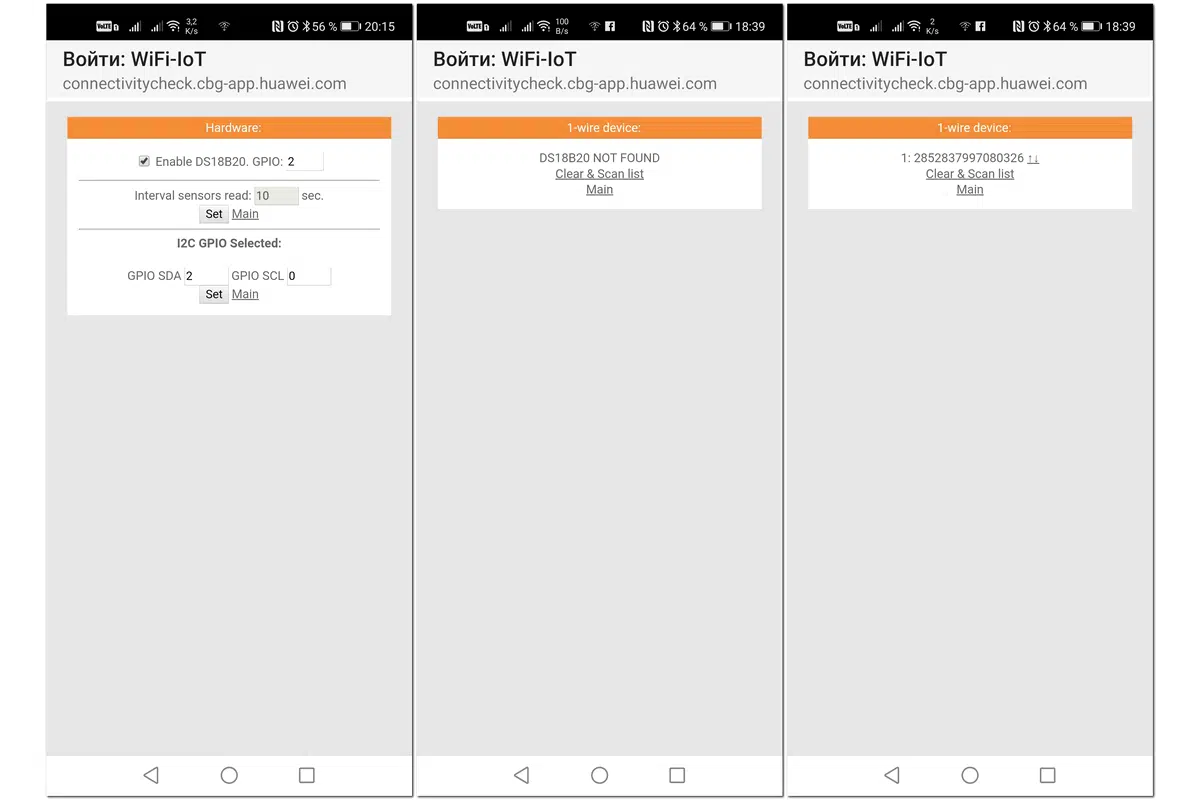 VoLTE 3,2 K/s 56 % 20:15
Войти: WiFi-IoT
connectivitycheck.cbg-app.huawei.com
Hardware:
Enable DS18B20. GPIO: 2
Interval sensors read: 10 sec.
Set Main
I2C GPIO Selected:
GPIO SDA 2 GPIO SCL 0
Set Main
VoLTE 100 B/s 64 % 18:39
Войти: WiFi-IoT
connectivitycheck.cbg-app.huawei.com
1-wire device:
DS18B20 NOT FOUND
Clear & Scan list
Main
VoLTE 2 K/s 64 % 18:39
Войти: WiFi-IoT
connectivitycheck.cbg-app.huawei.com
1-wire device:
1: 2852837997080326 ↑↓
Clear & Scan list
Main